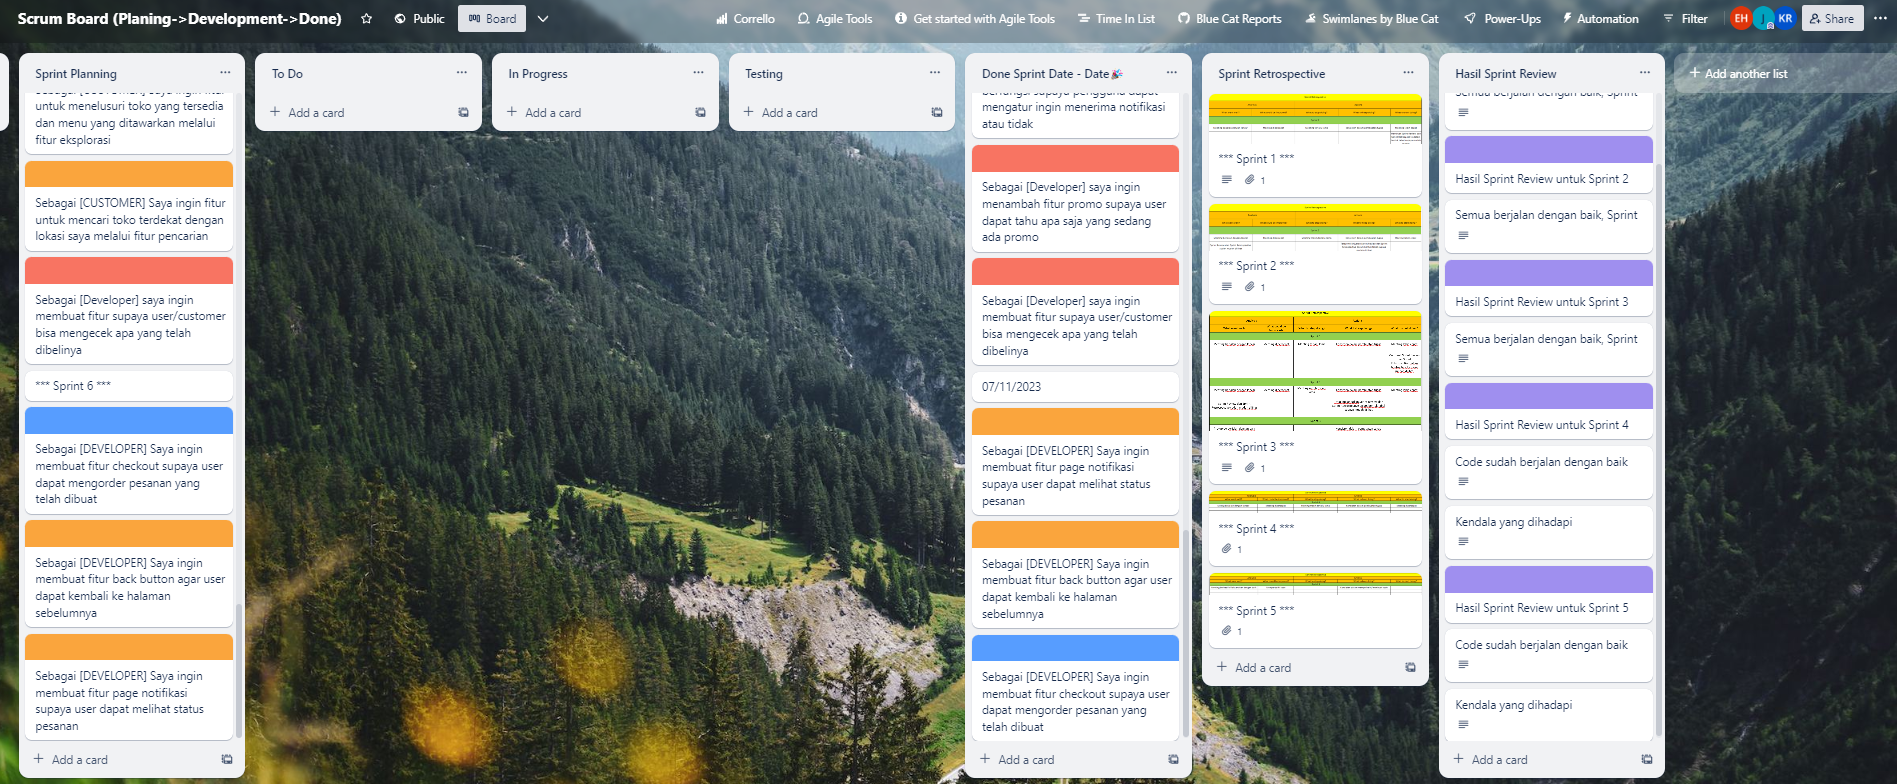 Scrum Board (Planing->Development->Done)
Public
Board
Corrello
Agile Tools
Get started with Agile Tools
Time In List
Blue Cat Reports
Swimlanes by Blue Cat
Power-Ups
Automation
Filter
EH
J
KR
Share
Sprint Planning
untuk menelusuri toko yang tersedia
dan menu yang ditawarkan melalui
fitur eksplorasi
Sebagai [CUSTOMER] Saya ingin fitur
untuk mencari toko terdekat dengan
lokasi saya melalui fitur pencarian
Sebagai [Developer] saya ingin
membuat fitur supaya user/customer
bisa mengecek apa yang telah
dibelinya
*** Sprint 6 ***
Sebagai [DEVELOPER] Saya ingin
membuat fitur checkout supaya user
dapat mengorder pesanan yang
telah dibuat
Sebagai [DEVELOPER] Saya ingin
membuat fitur back button agar user
dapat kembali ke halaman
sebelumnya
Sebagai [DEVELOPER] Saya ingin
membuat fitur page notifikasi
supaya user dapat melihat status
pesanan
Add a card
To Do
Add a card
In Progress
Add a card
Testing
Add a card
Done Sprint Date - Date🎉
berfungsi supaya pengguna dapat
mengatur ingin menerima notifikasi
atau tidak
Sebagai [Developer] saya ingin
menambah fitur promo supaya user
dapat tahu apa saja yang sedang
ada promo
Sebagai [Developer] saya ingin
membuat fitur supaya user/customer
bisa mengecek apa yang telah
dibelinya
07/11/2023
Sebagai [DEVELOPER] Saya ingin
membuat fitur page notifikasi
supaya user dapat melihat status
pesanan
Sebagai [DEVELOPER] Saya ingin
membuat fitur back button agar user
dapat kembali ke halaman
sebelumnya
Sebagai [DEVELOPER] Saya ingin
membuat fitur checkout supaya user
dapat mengorder pesanan yang
telah dibuat
Add a card
Sprint Retrospective
*** Sprint 1 ***
1
*** Sprint 2 ***
1
*** Sprint 3 ***
1
*** Sprint 4 ***
1
*** Sprint 5 ***
1
Add a card
Hasil Sprint Review
Semua berjalan dengan baik, Sprint
Hasil Sprint Review untuk Sprint 2
Semua berjalan dengan baik, Sprint
Hasil Sprint Review untuk Sprint 3
Semua berjalan dengan baik, Sprint
Hasil Sprint Review untuk Sprint 4
Code sudah berjalan dengan baik
Kendala yang dihadapi
Hasil Sprint Review untuk Sprint 5
Code sudah berjalan dengan baik
Kendala yang dihadapi
Add a card
Add another list